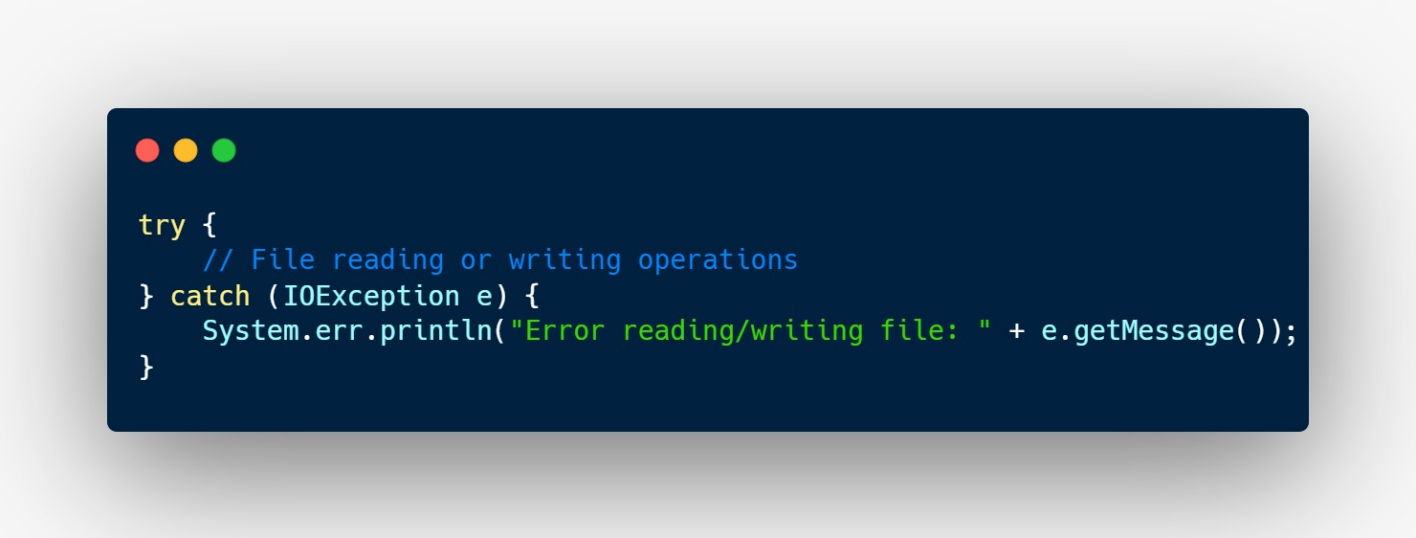 try {
    // File reading or writing operations
} catch (IOException e) {
    System.err.println("Error reading/writing file: " + e.getMessage());
}